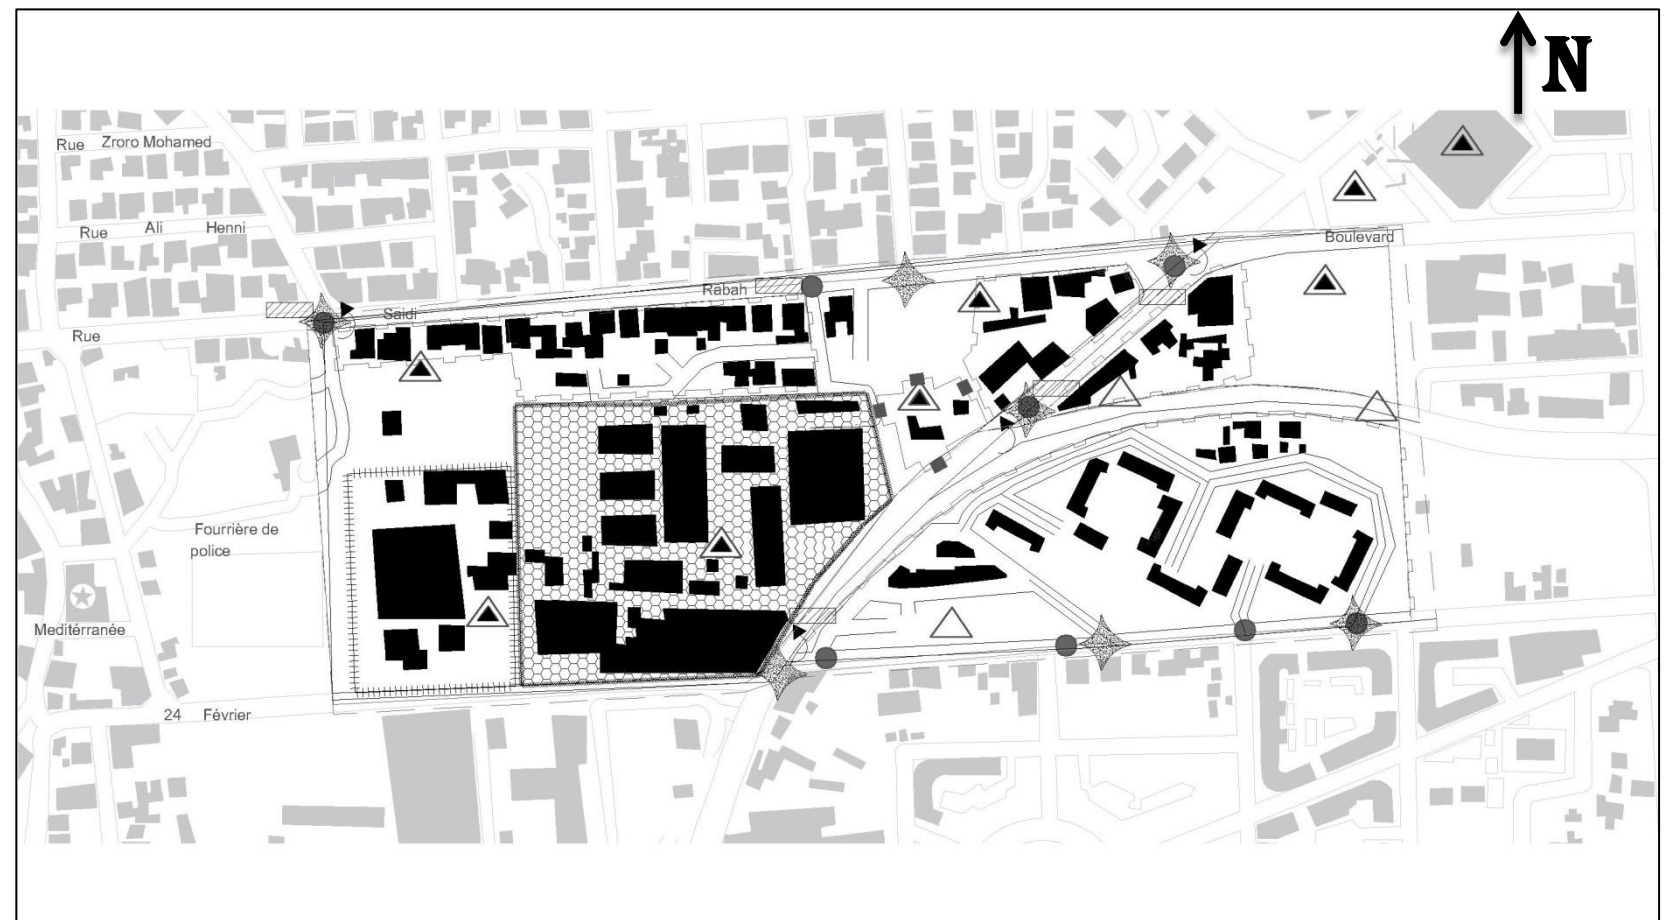 N
Rue Zroro Mohamed
Rue Ali Henni
Boulevard
Rabah
Saidi
Rue
Fourrière de
police
Meditérranée
24 Février